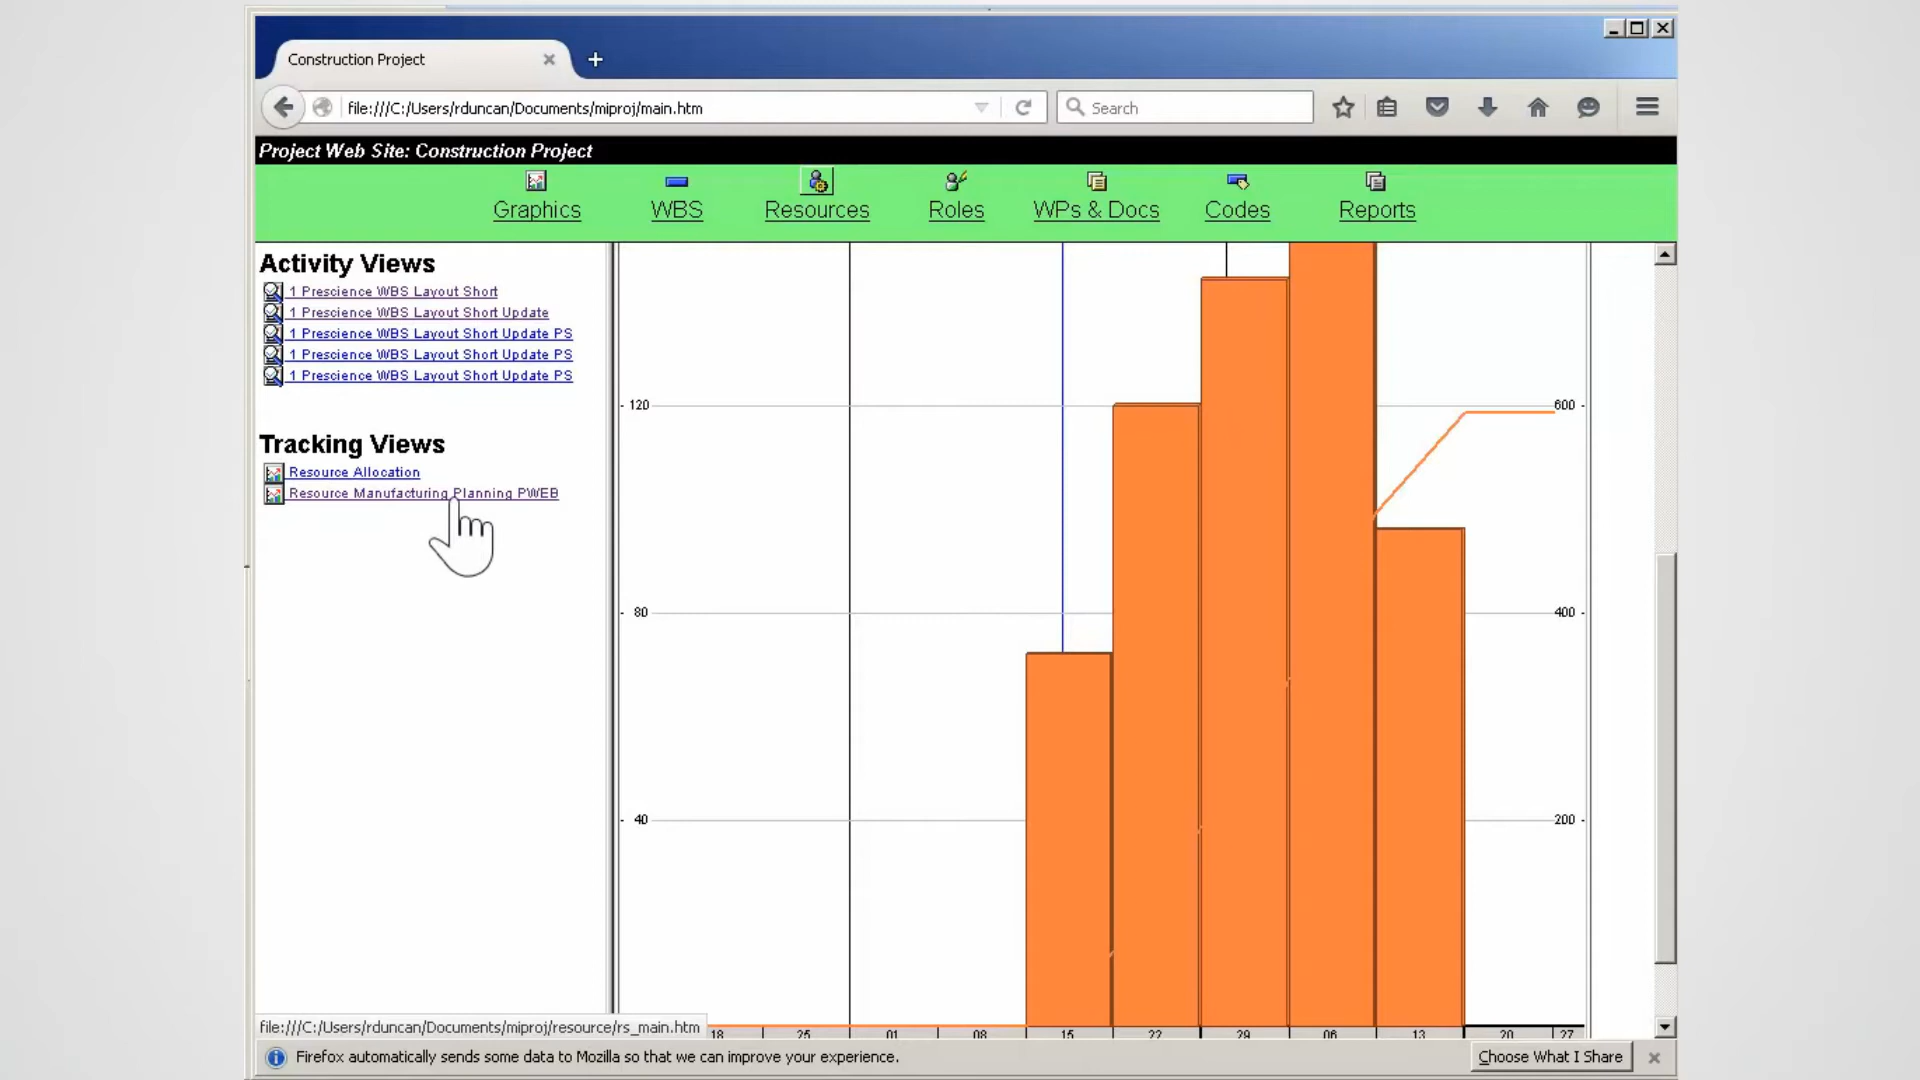 Construction Project
file:///C:/Users/rduncan/Documents/miproj/main.htm
Search
Project Web Site: Construction Project
Graphics WBS Resources Roles WPs & Docs Codes Reports
Activity Views
1 Prescience WBS Layout Short
1 Prescience WBS Layout Short Update
1 Prescience WBS Layout Short Update PS
1 Prescience WBS Layout Short Update PS
1 Prescience WBS Layout Short Update PS
Tracking Views
Resource Allocation
Resource Manufacturing Planning PWEB
120 600
80 400
40 200
18 25 01 08 15 22 29 06 13 20 27
file:///C:/Users/rduncan/Documents/miproj/resource/rs_main.htm
Firefox automatically sends some data to Mozilla so that we can improve your experience.
Choose What I Share